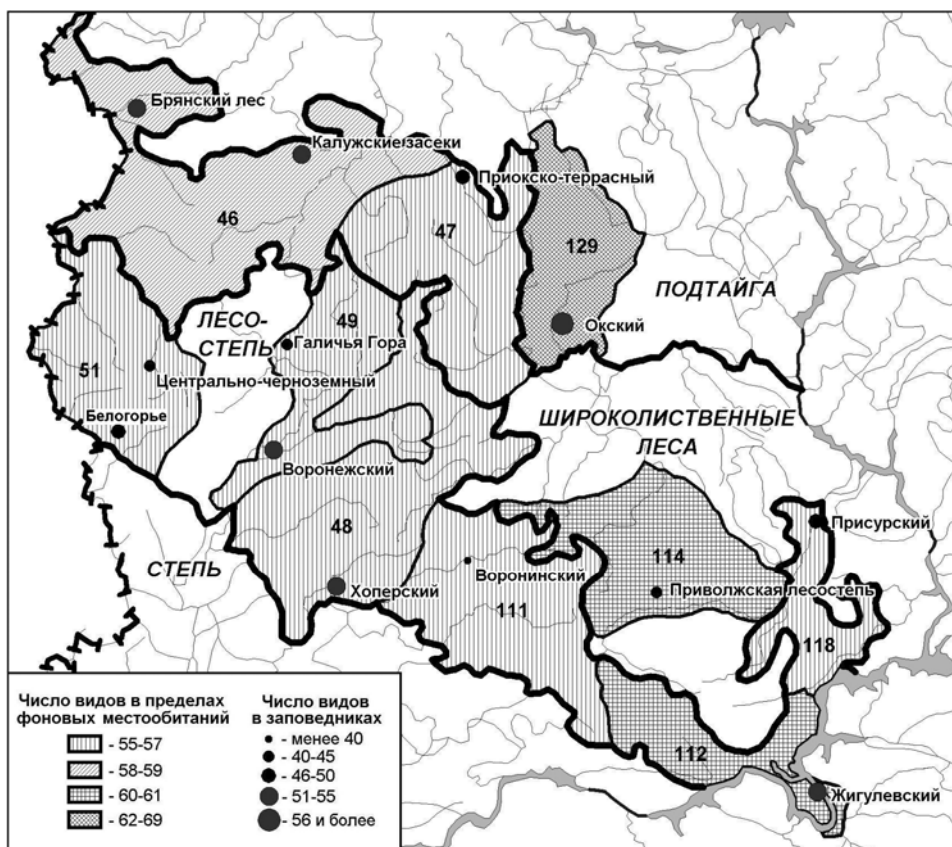 Брянский лес
Калужские засеки
Приокско-террасный
46
47
129
ПОДТАЙГА
ЛЕСО-
СТЕПЬ
49
Окский
Галичья Гора
51
Центрально-черноземный
Белогорье
ШИРОКОЛИСТВЕННЫЕ
ЛЕСА
Воронежский
48
Присурский
СТЕПЬ
114
Воронинский
Хоперский
Приволжская лесостепь
111
118
112
Жигулевский
Число видов в пределах
фоновых местообитаний
- 55-57
- 58-59
- 60-61
- 62-69
Число видов
в заповедниках
- менее 40
- 40-45
- 46-50
- 51-55
- 56 и более